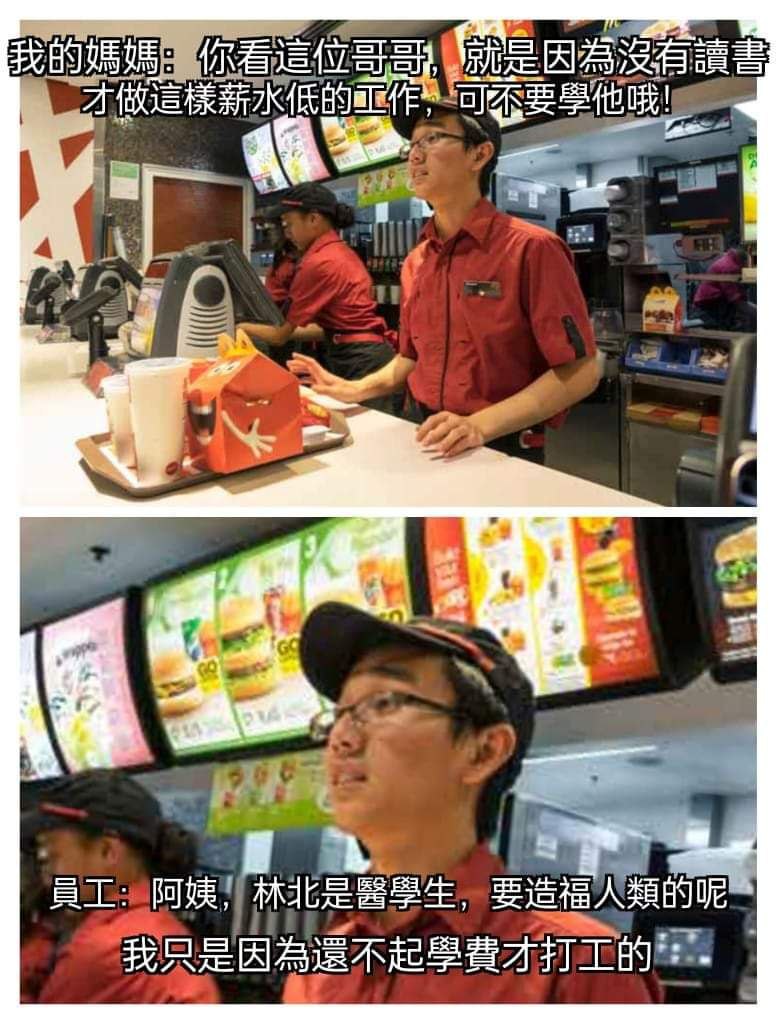 我的媽媽：你看這位哥哥，就是因為沒有讀書
才做這樣薪水低的工作，可不要學他哦！
員工：阿姨，林北是醫學生，要造福人類的呢
我只是因為還不起學費才打工的